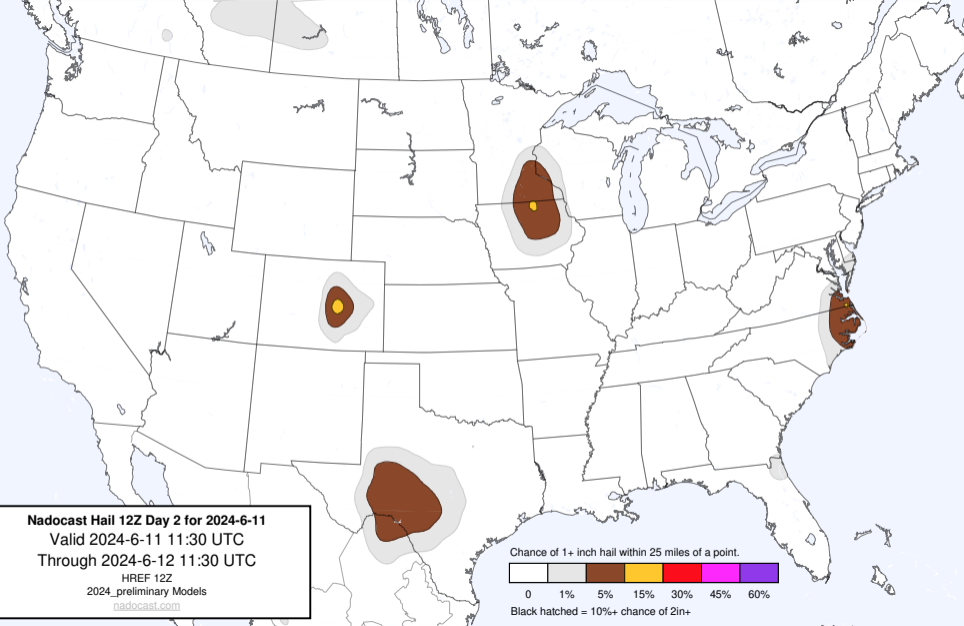 Nadocast Hail 12Z Day 2 for 2024-6-11
Valid 2024-6-11 11:30 UTC
Through 2024-6-12 11:30 UTC
HREF 12Z
2024_preliminary Models
nadocast.com
Chance of 1+ inch hail within 25 miles of a point.
0 1% 5% 15% 30% 45% 60%
Black hatched = 10%+ chance of 2in+